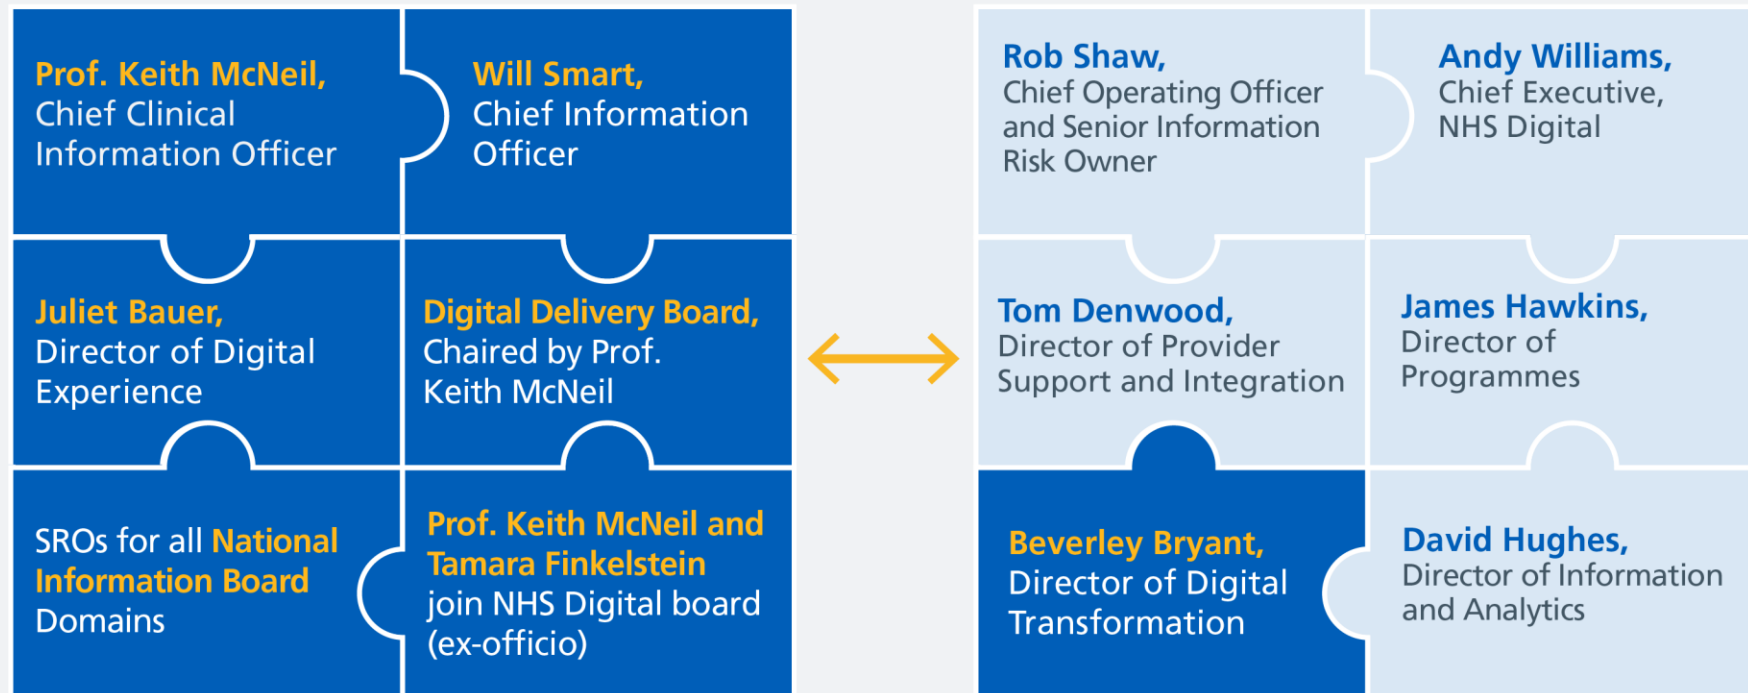 Prof. Keith McNeil,
Chief Clinical
Information Officer
Will Smart,
Chief Information
Officer
Juliet Bauer,
Director of Digital
Experience
Digital Delivery Board,
Chaired by Prof.
Keith McNeil
SROs for all National
Information Board
Domains
Prof. Keith McNeil and
Tamara Finkelstein
join NHS Digital board
(ex-officio)
Rob Shaw,
Chief Operating Officer
and Senior Information
Risk Owner
Andy Williams,
Chief Executive,
NHS Digital
Tom Denwood,
Director of Provider
Support and Integration
James Hawkins,
Director of
Programmes
Beverley Bryant,
Director of Digital
Transformation
David Hughes,
Director of Information
and Analytics